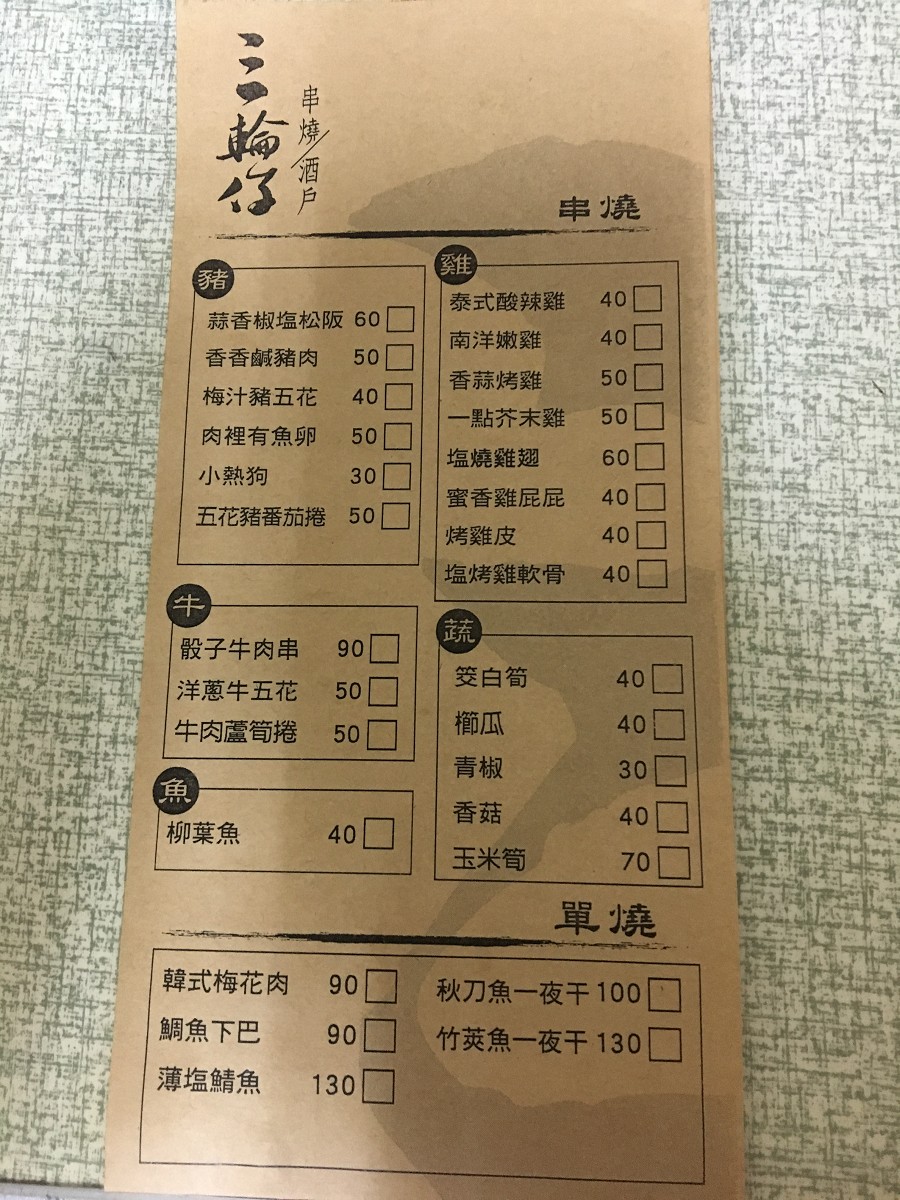 三輪仔
串燒/酒戶
串燒
豬
蒜香椒塩松阪 60
香香鹹豬肉 50
梅汁豬五花 40
肉裡有魚卵 50
小熱狗 30
五花豬番茄捲 50
雞
泰式酸辣雞 40
南洋嫩雞 40
香蒜烤雞 50
一點芥末雞 50
塩燒雞翅 60
蜜香雞屁屁 40
烤雞皮 40
塩烤雞軟骨 40
牛
骰子牛肉串 90
洋蔥牛五花 50
牛肉蘆筍捲 50
魚
柳葉魚 40
蔬
筊白筍 40
櫛瓜 40
青椒 30
香菇 40
玉米筍 70
單燒
韓式梅花肉 90
鯛魚下巴 90
薄塩鯖魚 130
秋刀魚一夜干 100
竹莢魚一夜干 130